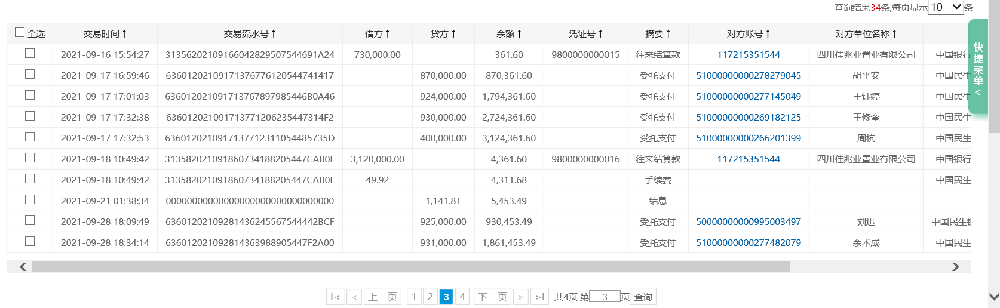 查询结果34条,每页显示 10 条
全选 交易时间↑ 交易流水号↑ 借方↑ 贷方↑ 余额↑ 凭证号↑ 摘要↑ 对方账号↑ 对方单位名称↑
2021-09-16 15:54:27 31356202109166042829507544691A24 730,000.00 361.60 9800000000015 往来结算款 117215351544 四川佳兆业置业有限公司 中国银行
2021-09-17 16:59:46 63601202109171376776120544741417 870,000.00 870,361.60 受托支付 51000000000278279045 胡平安 中国民生
2021-09-17 17:01:03 6360120210917137678979854​46B0A46 924,000.00 1,794,361.60 受托支付 51000000000277145049 王钰婷 中国民生
2021-09-17 17:32:38 636012021091713771206235447314F2 930,000.00 2,724,361.60 受托支付 51000000000269182125 王修奎 中国民生
2021-09-17 17:32:53 6360120210917137712311054485735D 400,000.00 3,124,361.60 受托支付 51000000000266201399 周杭 中国民生
2021-09-18 10:49:42 313582021091860734188205447CAB0E 3,120,000.00 4,361.60 9800000000016 往来结算款 117215351544 四川佳兆业置业有限公司 中国银行
2021-09-18 10:49:42 313582021091860734188205447CAB0E 49.92 4,311.68 手续费 中国民生
2021-09-21 01:38:34 00000000000000000000000000000000 1,141.81 5,453.49 结息
2021-09-28 18:09:49 63601202109281436245567544442BCF 925,000.00 930,453.49 受托支付 50000000000995003497 刘迅 中国民生银
2021-09-28 18:34:14 63601202109281436398890​5447F2A00 931,000.00 1,861,453.49 受托支付 51000000000277482079 余术成 中国民生
快捷菜单
<
I< < 上一页 1 2 3 4 下一页 > >I 共4页 第 3 页 查询